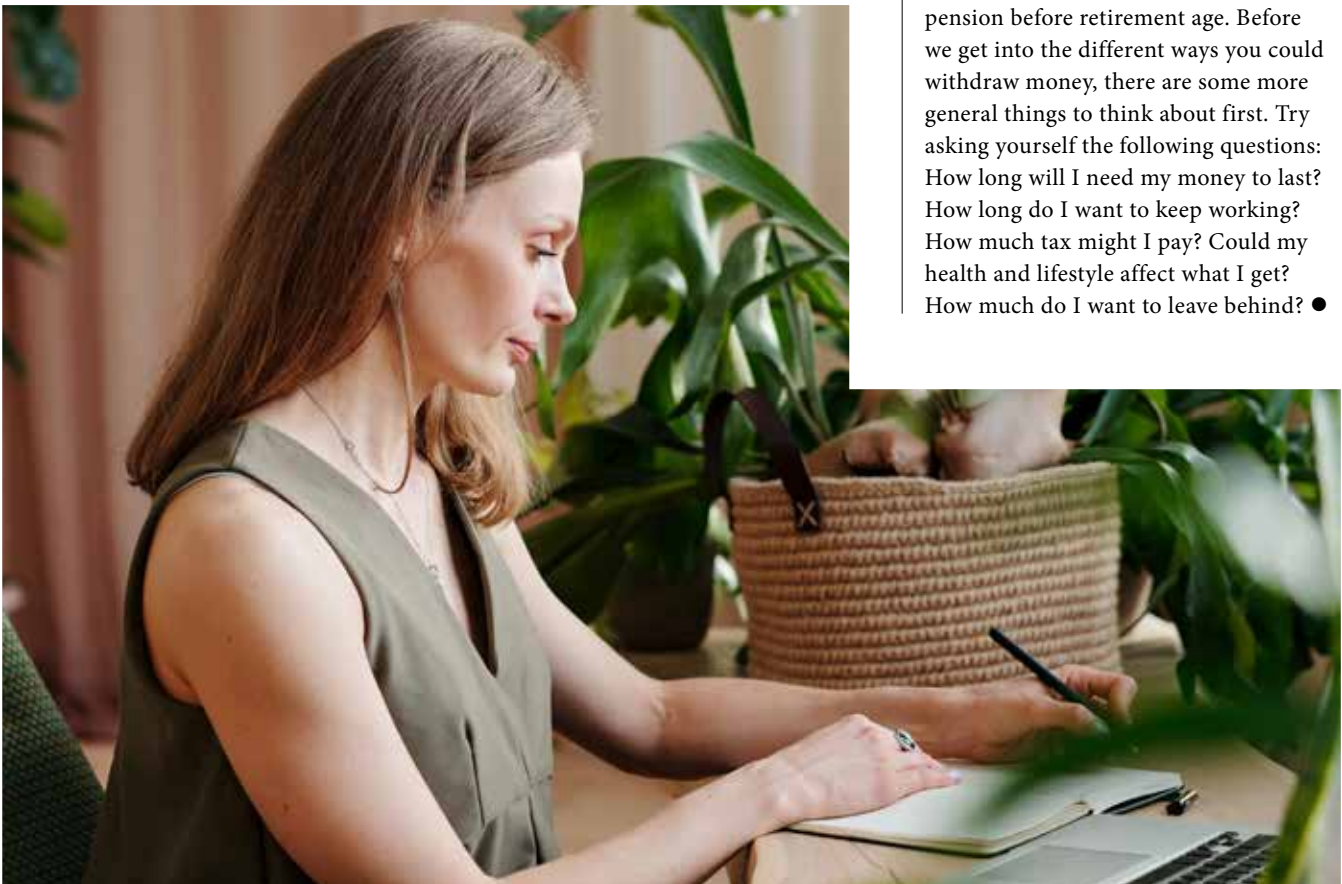 pension before retirement age. Before
we get into the different ways you could
withdraw money, there are some more
general things to think about first. Try
asking yourself the following questions:
How long will I need my money to last?
How long do I want to keep working?
How much tax might I pay? Could my
health and lifestyle affect what I get?
How much do I want to leave behind? ●